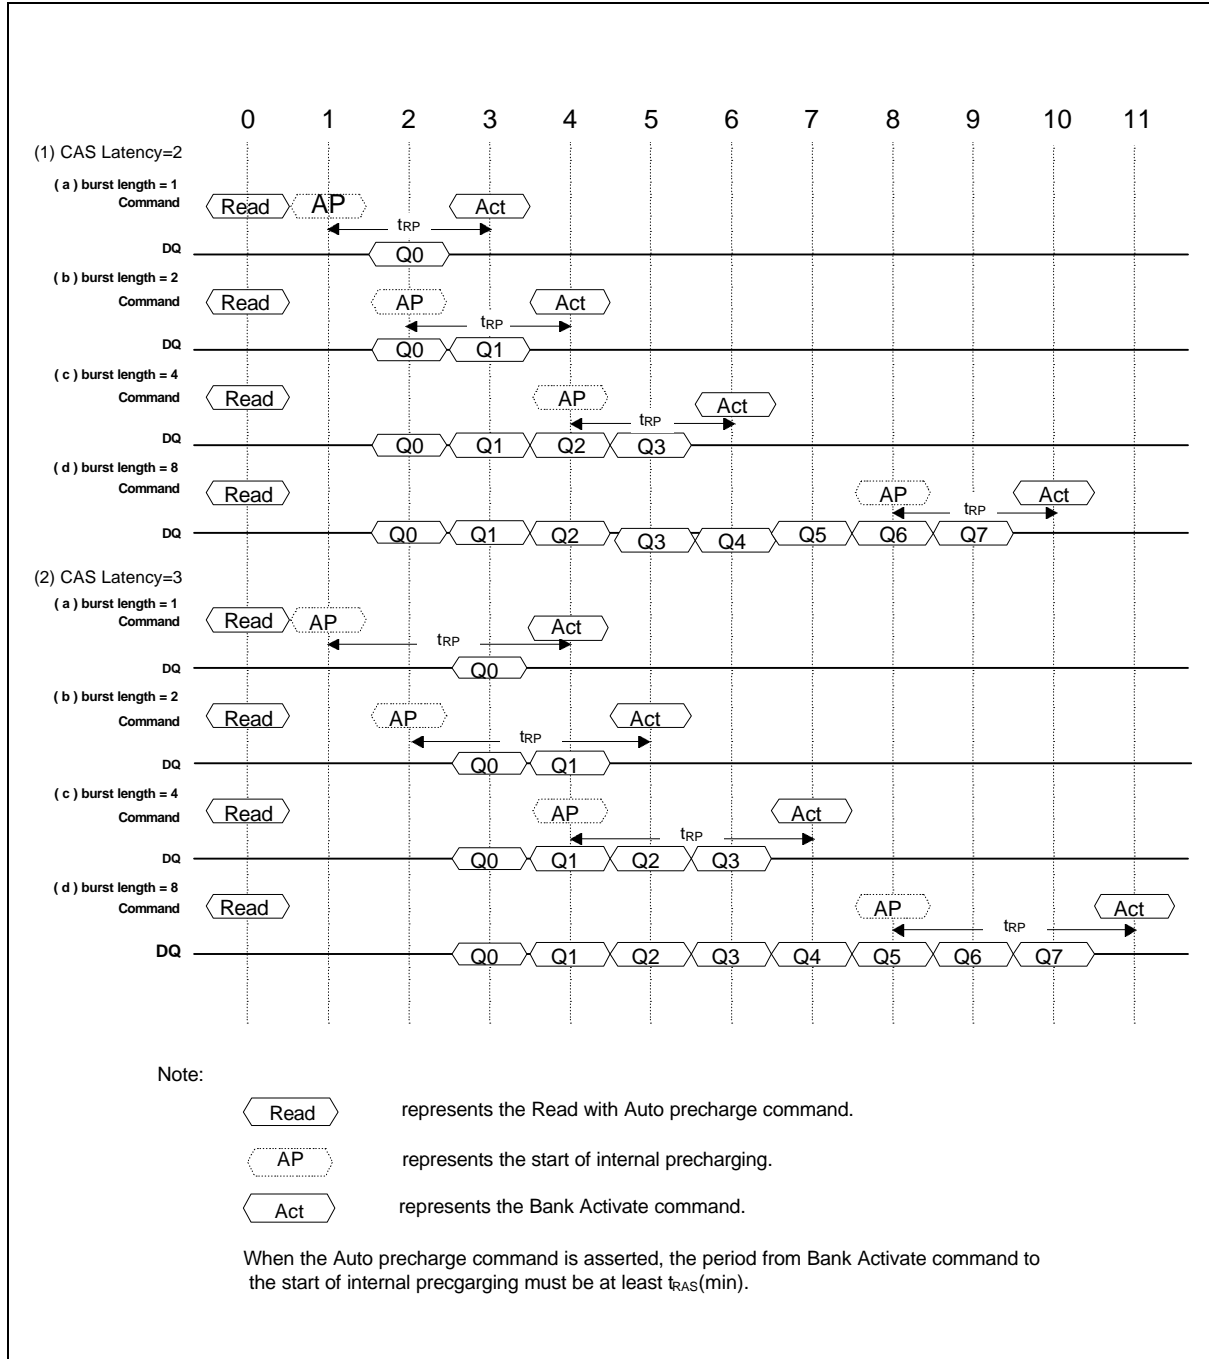 0 1 2 3 4 5 6 7 8 9 10 11
(1) CAS Latency=2
( a ) burst length = 1
Command Read AP Act
tRP
DQ Q0
( b ) burst length = 2
Command Read AP Act
tRP
DQ Q0 Q1
( c ) burst length = 4
Command Read AP Act
tRP
DQ Q0 Q1 Q2 Q3
( d ) burst length = 8
Command Read AP Act
tRP
DQ Q0 Q1 Q2 Q3 Q4 Q5 Q6 Q7
(2) CAS Latency=3
( a ) burst length = 1
Command Read AP Act
tRP
DQ Q0
( b ) burst length = 2
Command Read AP Act
tRP
DQ Q0 Q1
( c ) burst length = 4
Command Read AP Act
tRP
DQ Q0 Q1 Q2 Q3
( d ) burst length = 8
Command Read AP Act
tRP
DQ Q0 Q1 Q2 Q3 Q4 Q5 Q6 Q7
Note:
Read represents the Read with Auto precharge command.
AP represents the start of internal precharging.
Act represents the Bank Activate command.
When the Auto precharge command is asserted, the period from Bank Activate command to
the start of internal precgarging must be at least tRAS(min).